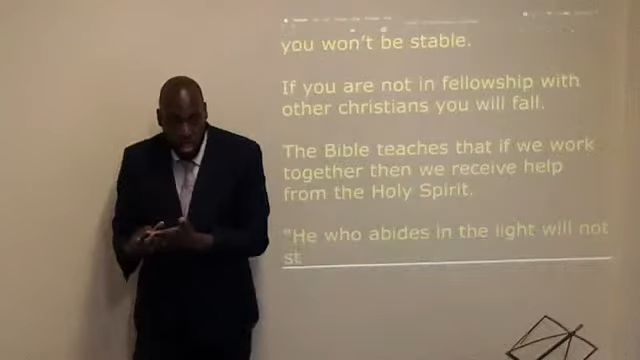 you won't be stable.
If you are not in fellowship with
other christians you will fall.
The Bible teaches that if we work
together then we receive help
from the Holy Spirit.
"He who abides in the light will not
st